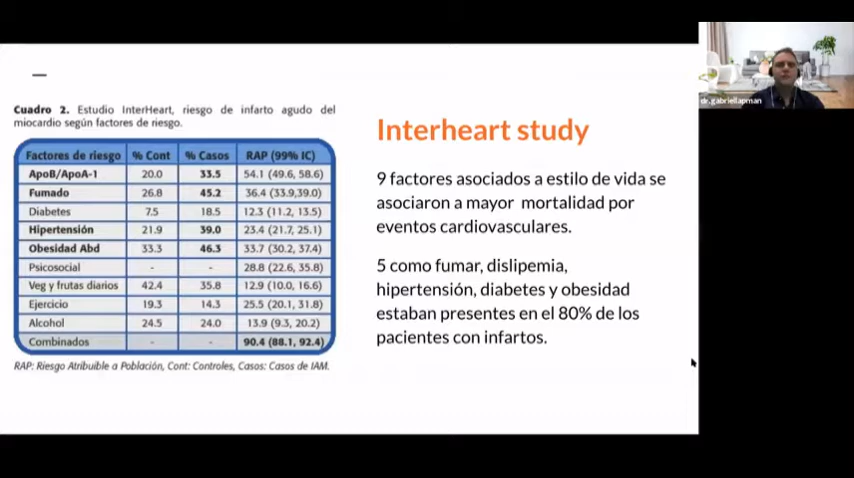 Cuadro 2. Estudio InterHeart, riesgo de infarto agudo del
miocardio según factores de riesgo.
Factores de riesgo % Cont % Casos RAP (99% IC)
ApoB/ApoA-1 20.0 33.5 54.1 (49.6, 58.6)
Fumado 26.8 45.2 36.4 (33.9,39.0)
Diabetes 7.5 18.5 12.3 (11.2, 13.5)
Hipertensión 21.9 39.0 23.4 (21.7, 25.1)
Obesidad Abd 33.3 46.3 33.7 (30.2, 37.4)
Psicosocial - - 28.8 (22.6, 35.8)
Veg y frutas diarios 42.4 35.8 12.9 (10.0, 16.6)
Ejercicio 19.3 14.3 25.5 (20.1, 31.8)
Alcohol 24.5 24.0 13.9 (9.3, 20.2)
Combinados - - 90.4 (88.1, 92.4)
RAP: Riesgo Atribuible a Población, Cont: Controles, Casos: Casos de IAM.
Interheart study
9 factores asociados a estilo de vida se
asociaron a mayor mortalidad por
eventos cardiovasculares.
5 como fumar, dislipemia,
hipertensión, diabetes y obesidad
estaban presentes en el 80% de los
pacientes con infartos.
dr.gabriellapman